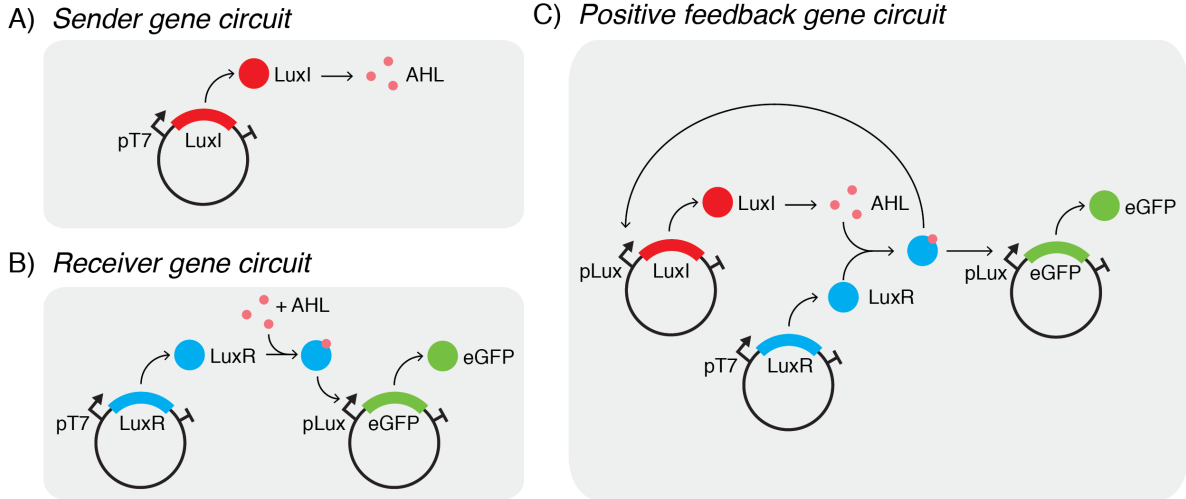 A) Sender gene circuit
LuxI
AHL
pT7
LuxI
B) Receiver gene circuit
+ AHL
LuxR
eGFP
pT7
LuxR
pLux
eGFP
C) Positive feedback gene circuit
LuxI
AHL
eGFP
pLux
LuxI
pLux
eGFP
LuxR
pT7
LuxR